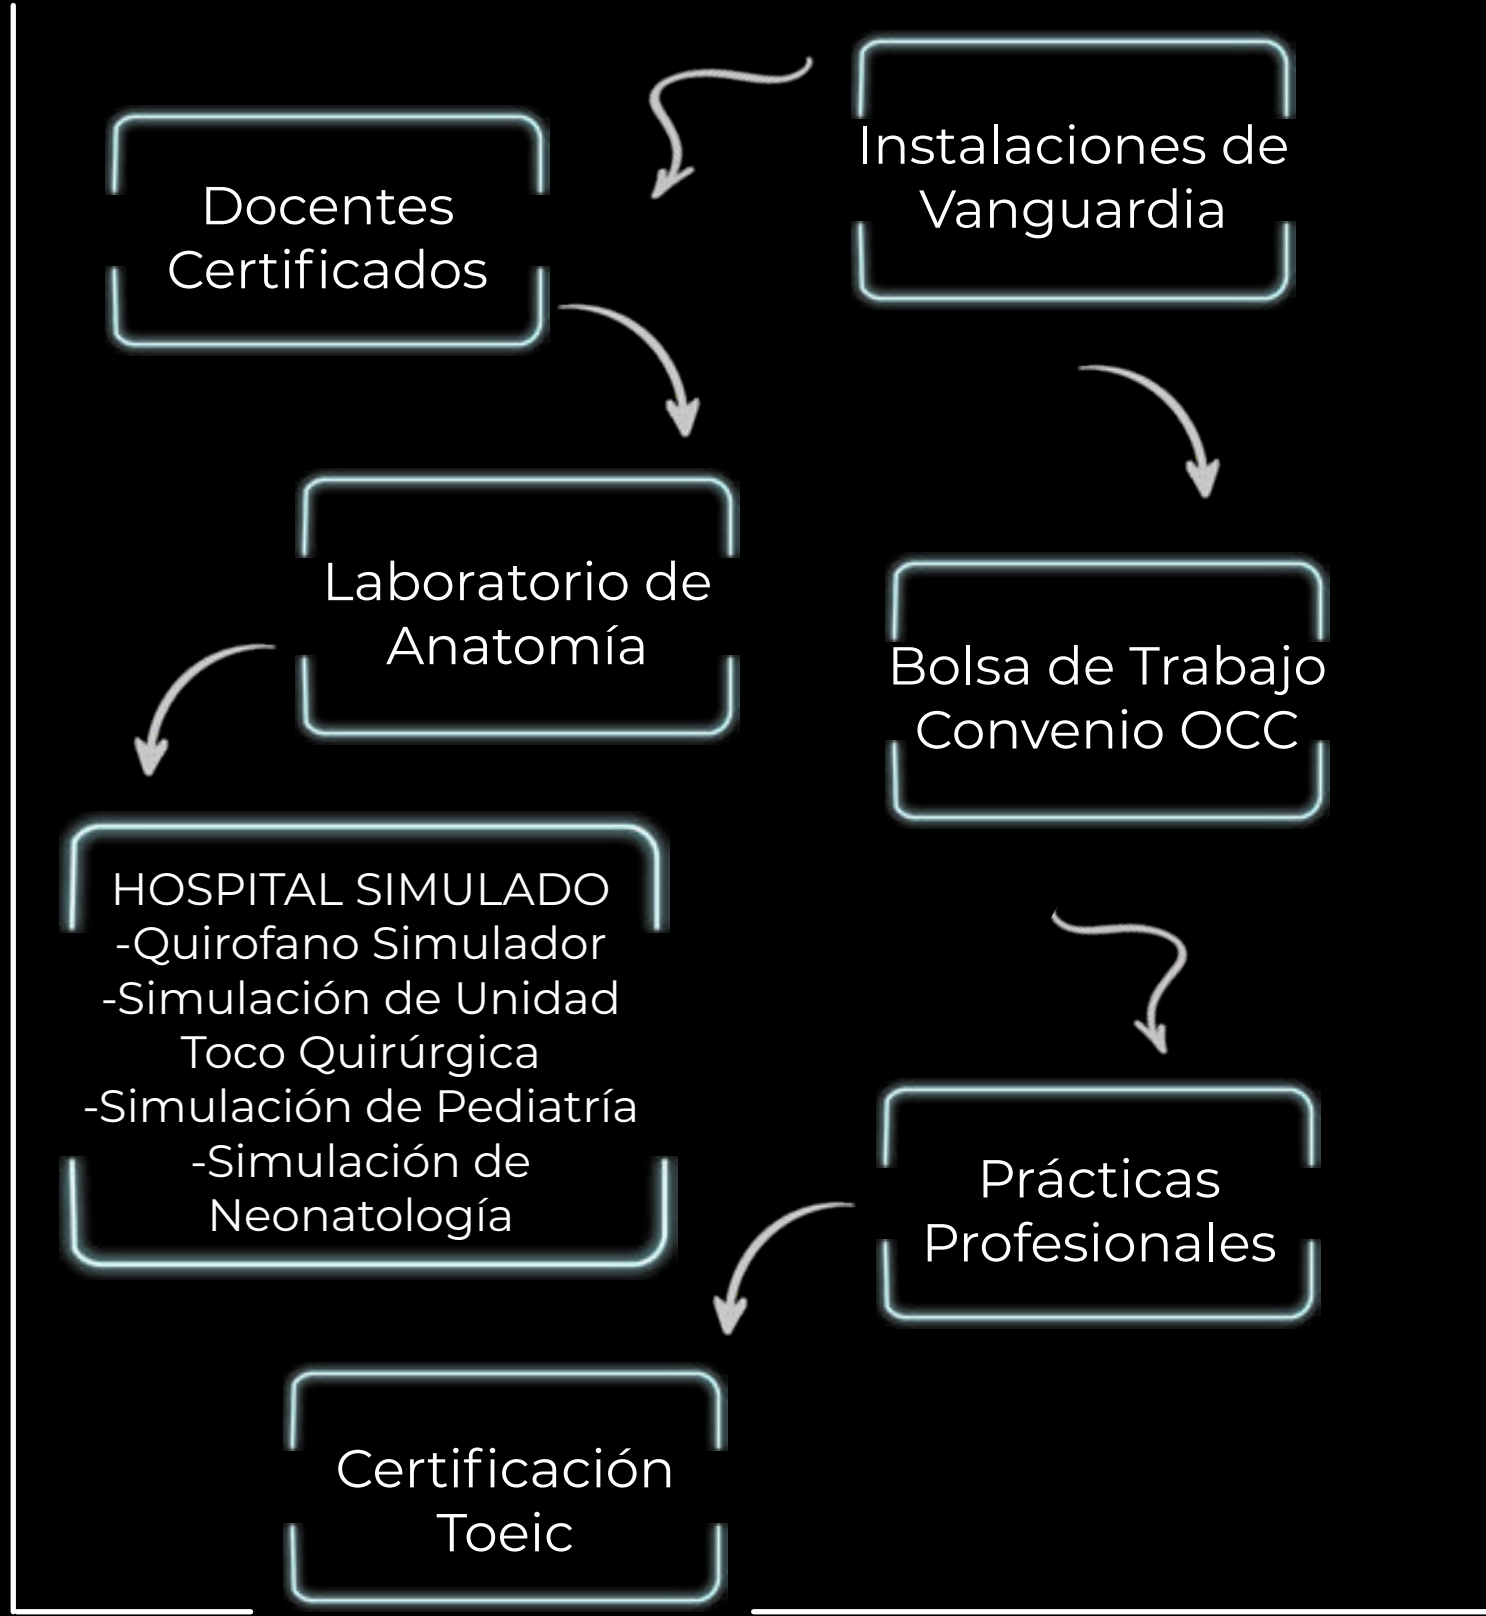 Instalaciones de
Vanguardia
Docentes
Certificados
Laboratorio de
Anatomía
HOSPITAL SIMULADO
-Quirofano Simulador
-Simulación de Unidad
Toco Quirúrgica
-Simulación de Pediatría
-Simulación de
Neonatología
Bolsa de Trabajo
Convenio OCC
Prácticas
Profesionales
Certificación
Toeic